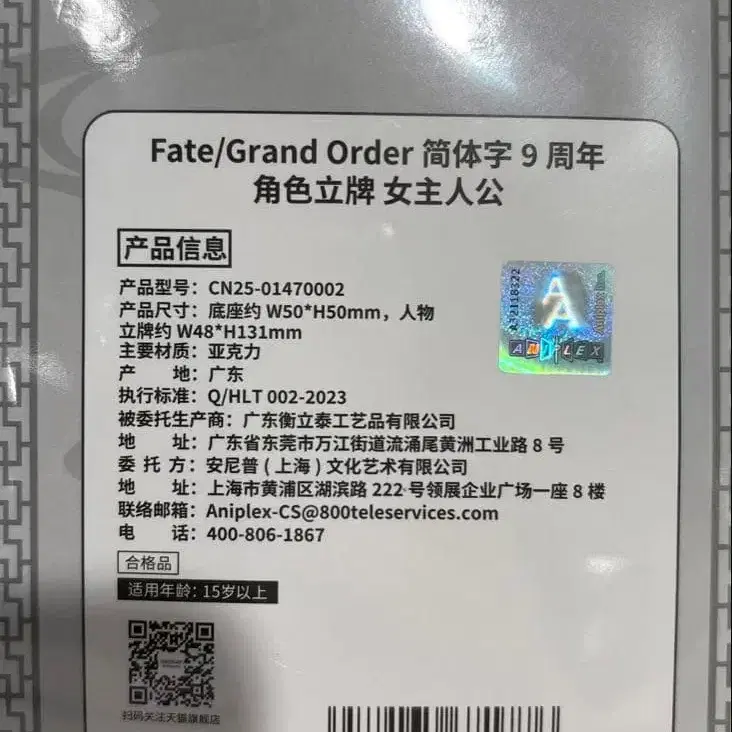 Fate/Grand Order 简体字 9 周年
角色立牌 女主人公
产品信息
产品型号：CN25-01470002
产品尺寸：底座约 W50*H50mm，人物
立牌约 W48*H131mm
主要材质：亚克力
产 地：广东
执行标准：Q/HLT 002-2023
被委托生产商：广东衡立泰工艺品有限公司
地 址：广东省东莞市万江街道流涌尾黄洲工业路 8 号
委 托 方：安尼普（上海）文化艺术有限公司
地 址：上海市黄浦区湖滨路 222 号领展企业广场一座 8 楼
联络邮箱：Aniplex-CS@800teleservices.com
电 话：400-806-1867
合格品
适用年龄：15岁以上
扫码关注天猫旗舰店
A32118322
A
A
Aniplex Inc.
ANIPLEX